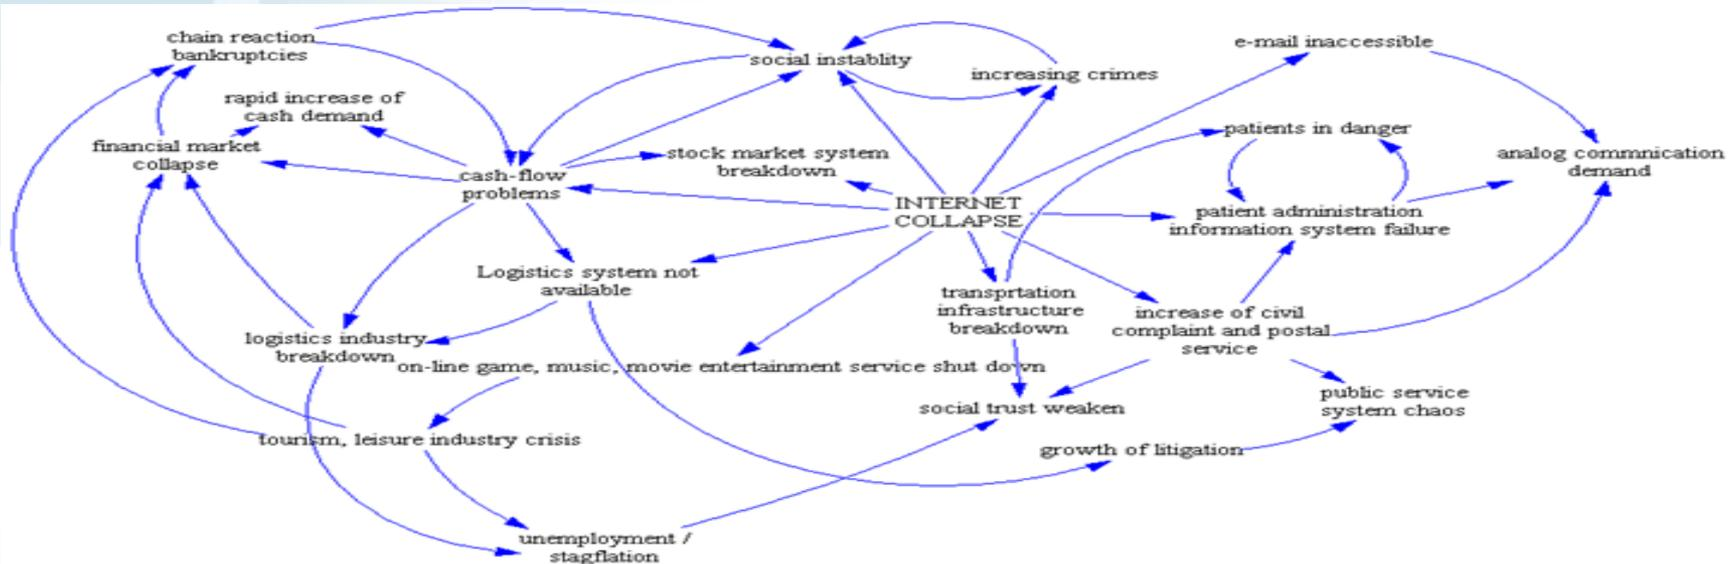 chain reaction
bankruptcies
social instablity
increasing crimes
e-mail inaccessible
rapid increase of
cash demand
financial market
collapse
cash-flow
problems
stock market system
breakdown
INTERNET
COLLAPSE
patients in danger
analog commnication
demand
patient administration
information system failure
Logistics system not
available
transprtation
infrastructure
breakdown
increase of civil
complaint and postal
service
logistics industry
breakdown
on-line game, music, movie entertainment service shut down
social trust weaken
public service
system chaos
tourism, leisure industry crisis
growth of litigation
unemployment /
stagflation